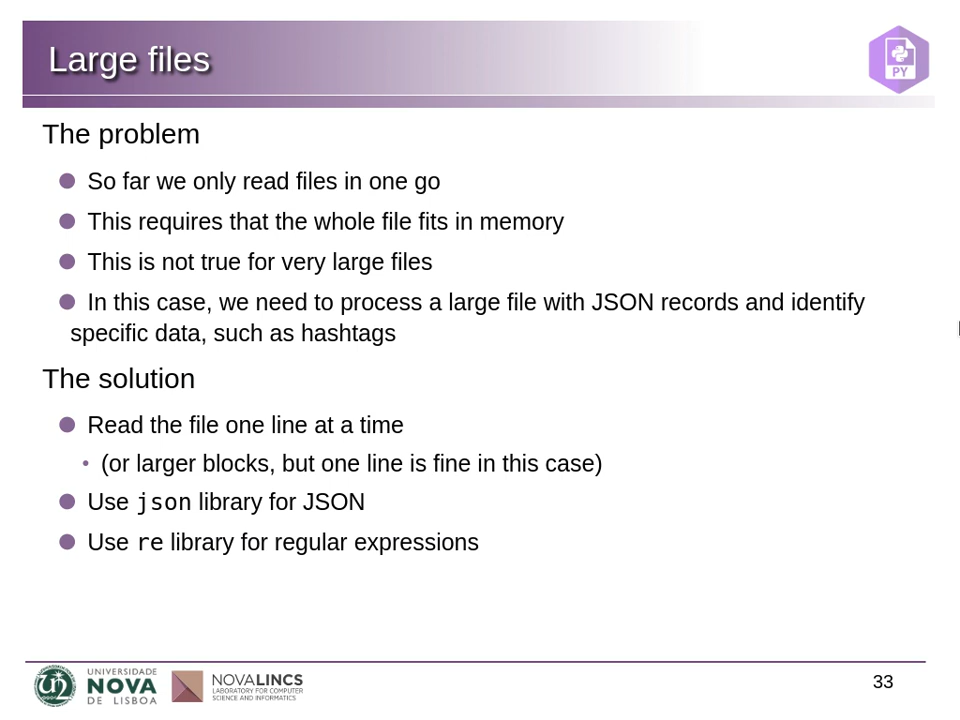 Large files
PY
The problem
So far we only read files in one go
This requires that the whole file fits in memory
This is not true for very large files
In this case, we need to process a large file with JSON records and identify
specific data, such as hashtags
The solution
Read the file one line at a time
(or larger blocks, but one line is fine in this case)
Use json library for JSON
Use re library for regular expressions
UNIVERSIDADE
NOVA
DE LISBOA
NOVALINCS
LABORATORY FOR COMPUTER
SCIENCE AND INFORMATICS
33